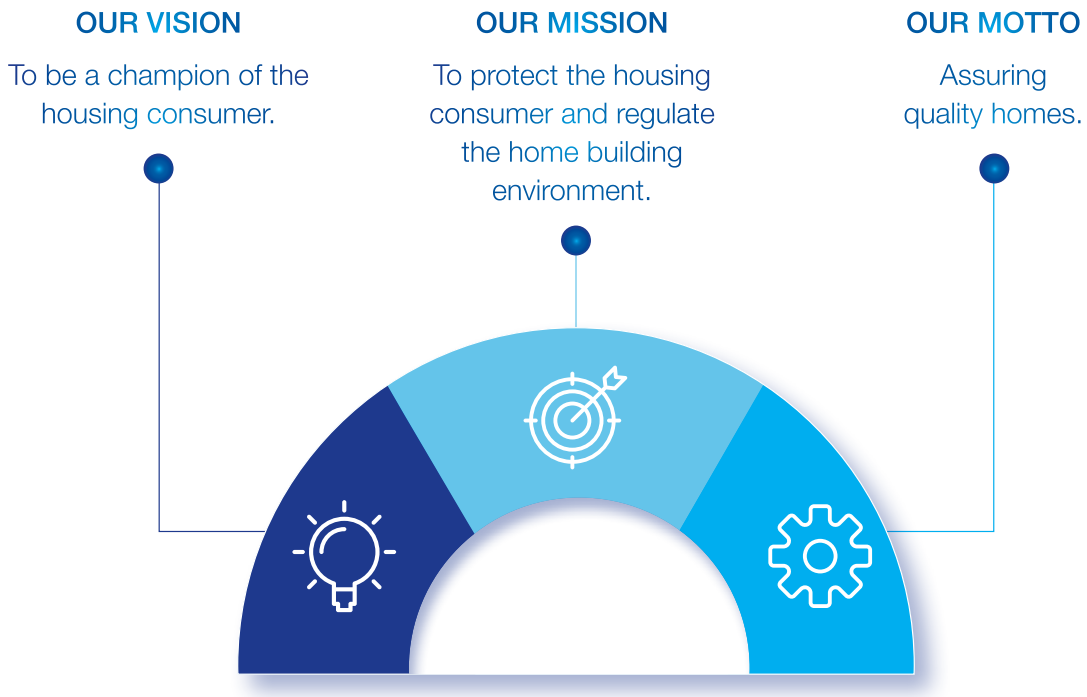 OUR VISION
To be a champion of the
housing consumer.
OUR MISSION
To protect the housing
consumer and regulate
the home building
environment.
OUR MOTTO
Assuring
quality homes.